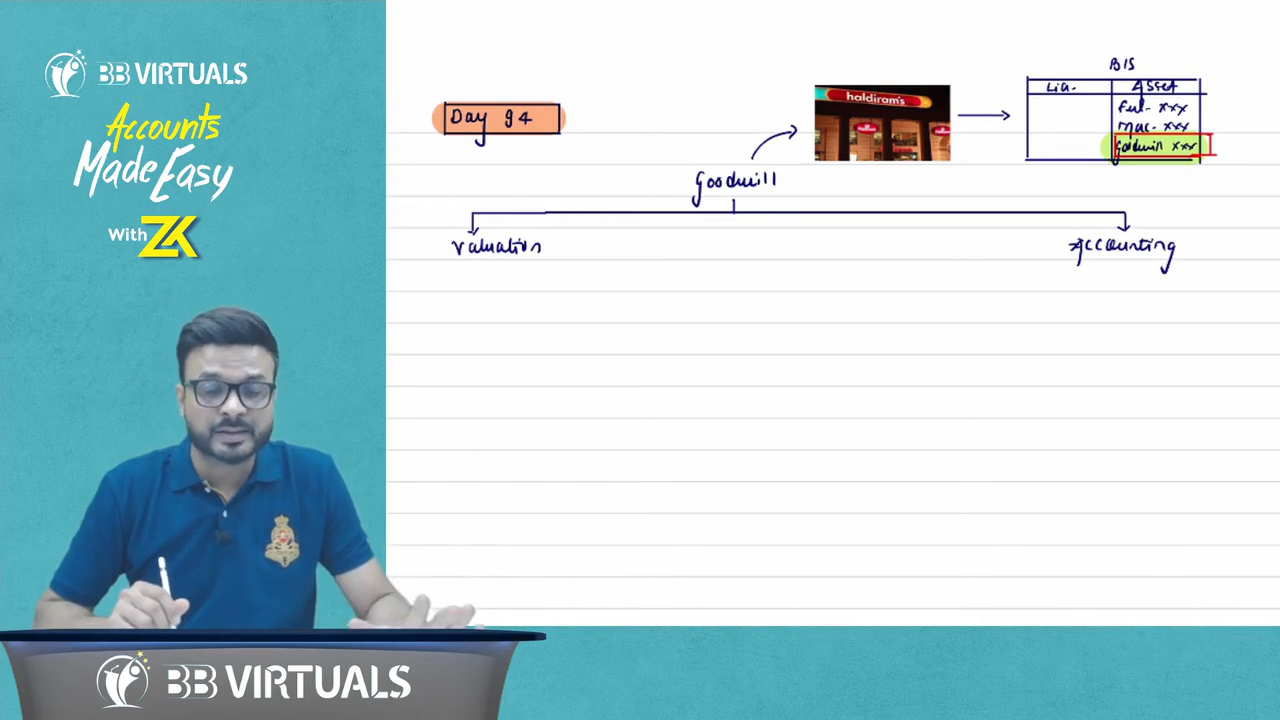 BB VIRTUALS
Accounts
Made Easy
With ZK
Day 94
haldiram's
B/S
Lia. Asset
Fur. xxx
Mac. xxx
Goodwill xxx
Goodwill
Valuation Accounting
BB VIRTUALS